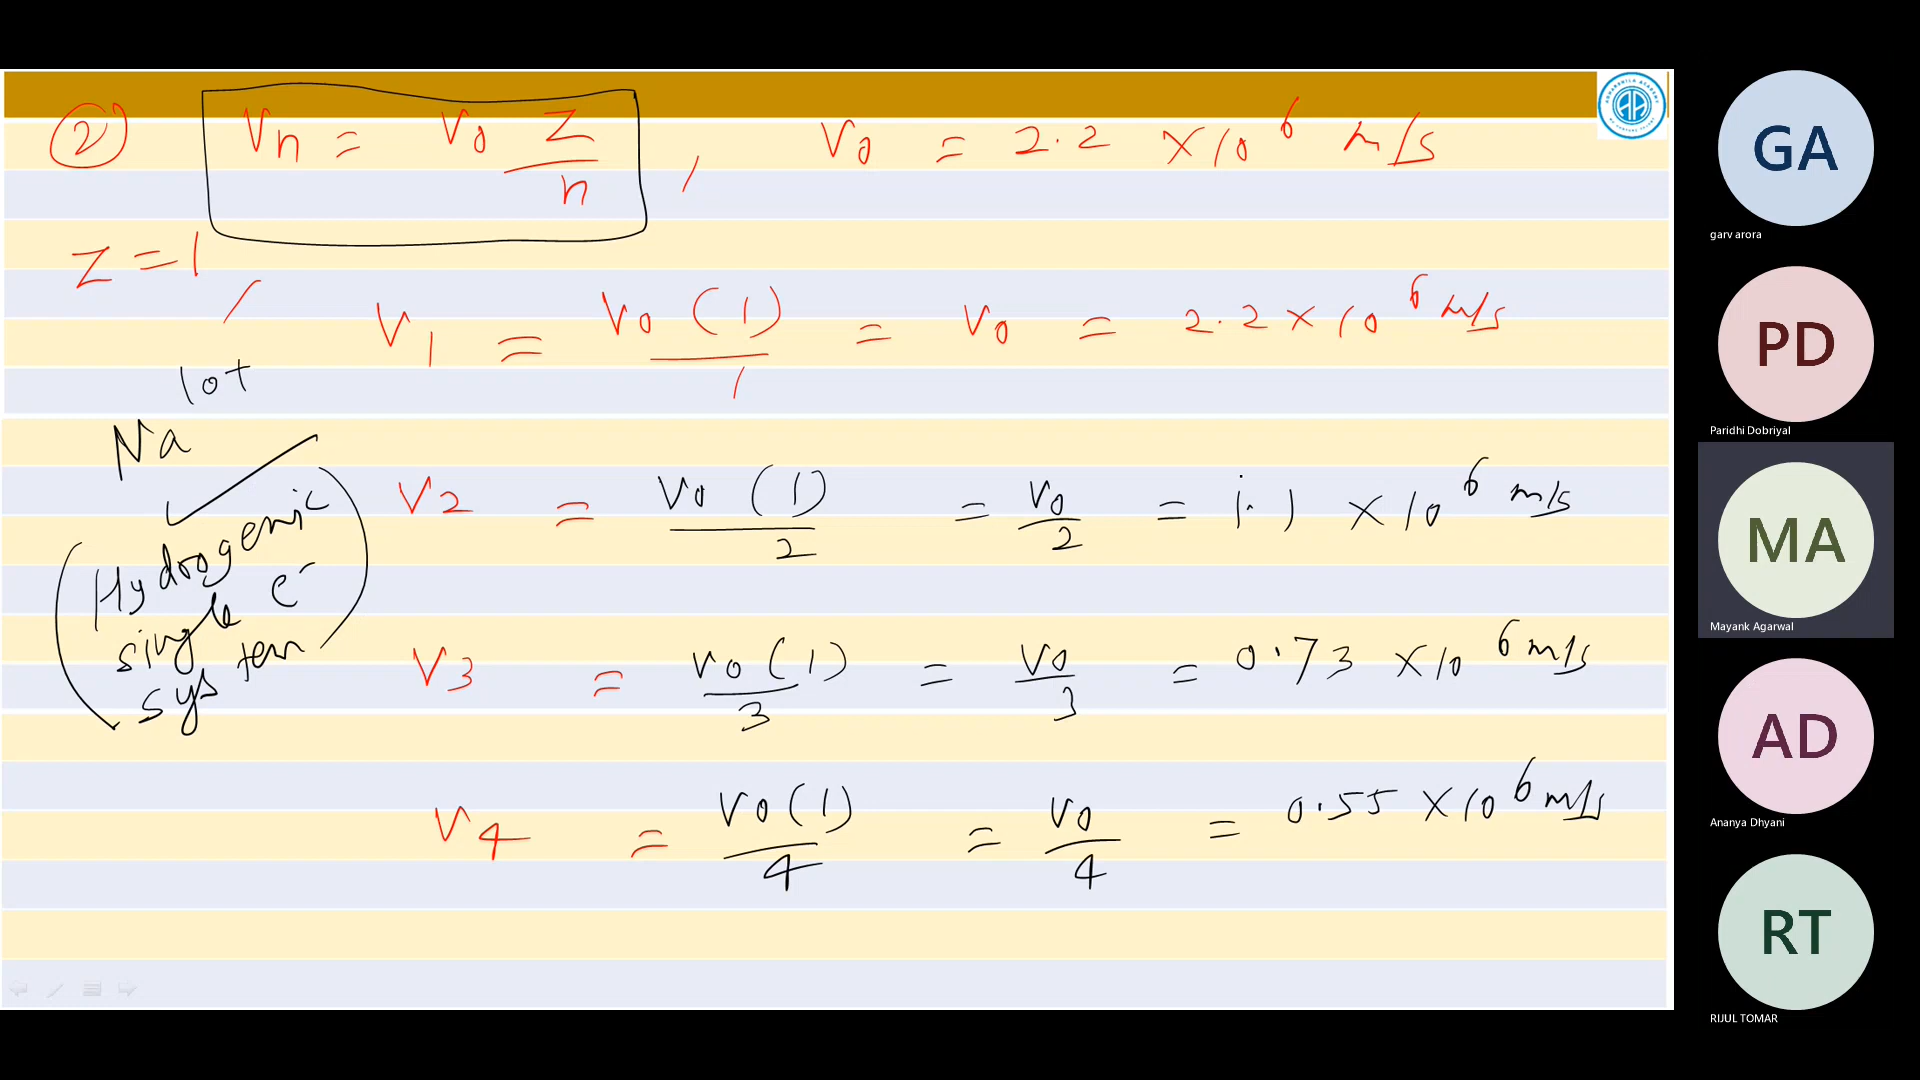 ② Vn = V0 Z/n , V0 = 2.2 × 10^6 m/s
Z = 1 ,
V1 = V0 (1)/1 = V0 = 2.2 × 10^6 m/s
Na 10+
V2 = V0 (1)/2 = V0/2 = 1.1 × 10^6 m/s
(Hydrogenic
single e-
system)
V3 = V0 (1)/3 = V0/3 = 0.73 × 10^6 m/s
V4 = V0 (1)/4 = V0/4 = 0.55 × 10^6 m/s
GA
garv arora
PD
Paridhi Dobriyal
MA
Mayank Agarwal
AD
Ananya Dhyani
RT
RIJUL TOMAR